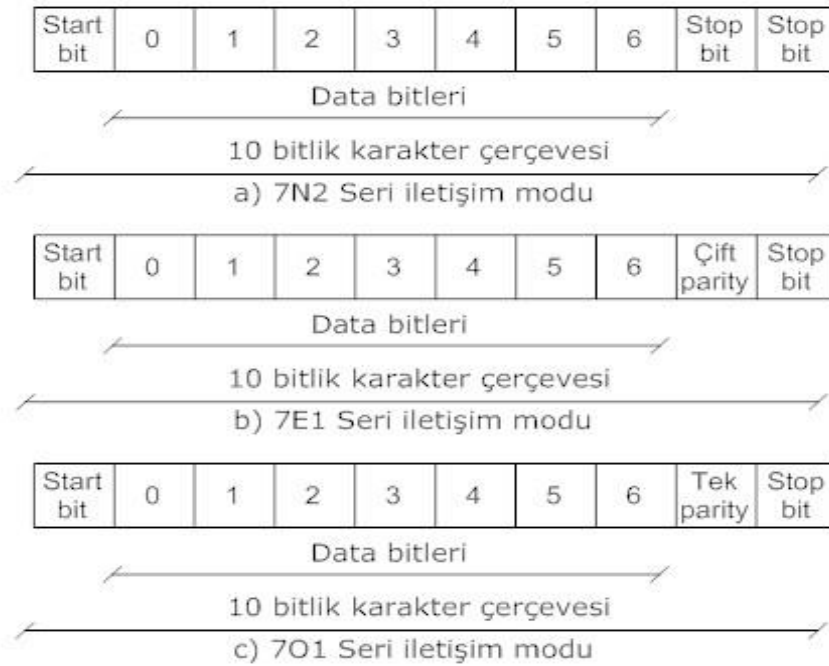 Start bit 0 1 2 3 4 5 6 Stop bit Stop bit
Data bitleri
10 bitlik karakter çerçevesi
a) 7N2 Seri iletişim modu
Start bit 0 1 2 3 4 5 6 Çift parity Stop bit
Data bitleri
10 bitlik karakter çerçevesi
b) 7E1 Seri iletişim modu
Start bit 0 1 2 3 4 5 6 Tek parity Stop bit
Data bitleri
10 bitlik karakter çerçevesi
c) 7O1 Seri iletişim modu